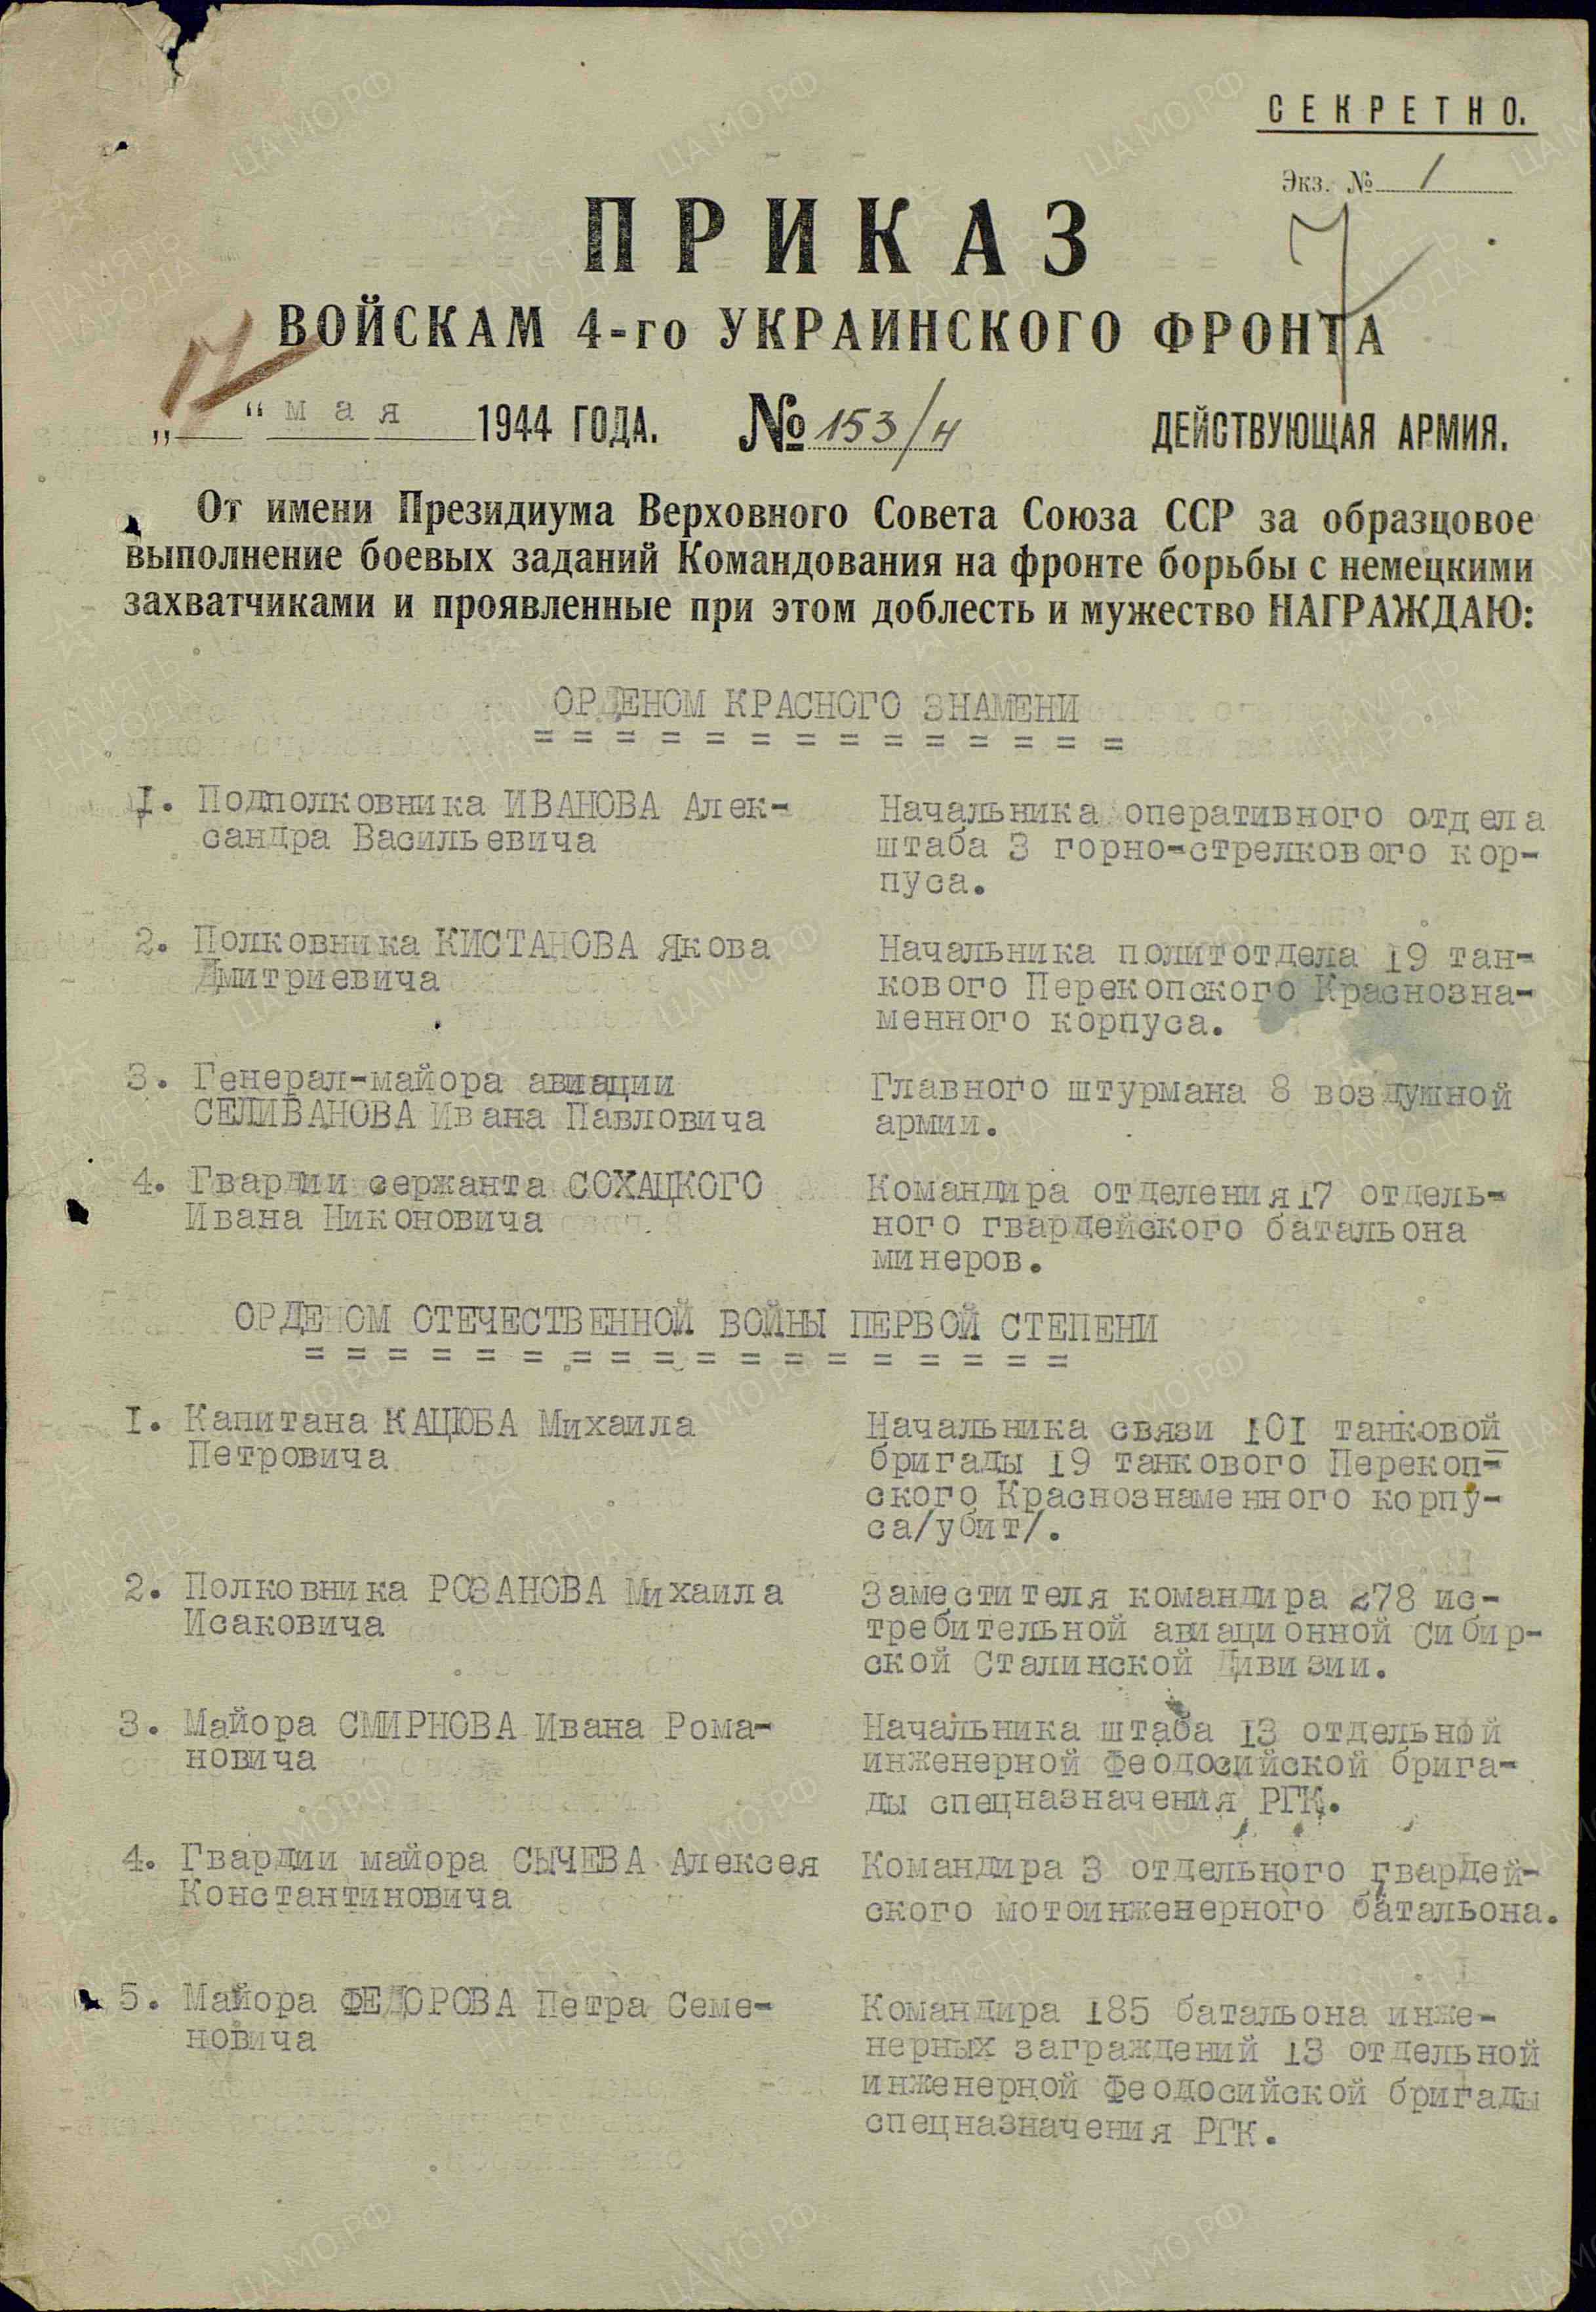 СЕКРЕТНО.
Экз. № 1
7
ПРИКАЗ
ВОЙСКАМ 4-го УКРАИНСКОГО ФРОНТА
„17“ мая 1944 ГОДА. № 153/н ДЕЙСТВУЮЩАЯ АРМИЯ.
От имени Президиума Верховного Совета Союза ССР за образцовое
выполнение боевых заданий Командования на фронте борьбы с немецкими
захватчиками и проявленные при этом доблесть и мужество НАГРАЖДАЮ:
ОРДЕНОМ КРАСНОГО ЗНАМЕНИ
= = = = = = = = = = = = = =
I. Подполковника ИВАНОВА Алек-
сандра Васильевича
Начальника оперативного отдела
штаба 3 горно-стрелкового кор-
пуса.
2. Полковника КИСТАНОВА Якова
Дмитриевича
Начальника политотдела 19 тан-
кового Перекопского Краснозна-
менного корпуса.
3. Генерал-майора авиации
СЕЛИВАНОВА Ивана Павловича
Главного штурмана 8 воздушной
армии.
4. Гвардии сержанта СОХАЦКОГО
Ивана Никоновича
Командира отделения 17 отдель-
ного гвардейского батальона
минеров.
ОРДЕНОМ ОТЕЧЕСТВЕННОЙ ВОЙНЫ ПЕРВОЙ СТЕПЕНИ
= = = = = = = = = = = = = = = = = =
I. Капитана КАЦЮБА Михаила
Петровича
Начальника связи 101 танковой
бригады 19 танкового Перекоп-
ского Краснознаменного корпу-
са/убит/.
2. Полковника РОЗАНОВА Михаила
Исаковича
Заместителя командира 278 ис-
требительной авиационной Сибир-
ской Сталинской Дивизии.
3. Майора СМИРНОВА Ивана Рома-
новича
Начальника штаба 13 отдельной
инженерной Феодосийской брига-
ды спецназначения РГК.
4. Гвардии майора СЫЧЕВА Алексея
Константиновича
Командира 3 отдельного гвардей-
ского мотоинженерного батальона.
5. Майора ФЕДОРОВА Петра Семе-
новича
Командира 185 батальона инже-
нерных заграждений 13 отдельной
инженерной Феодосийской бригады
спецназначения РГК.